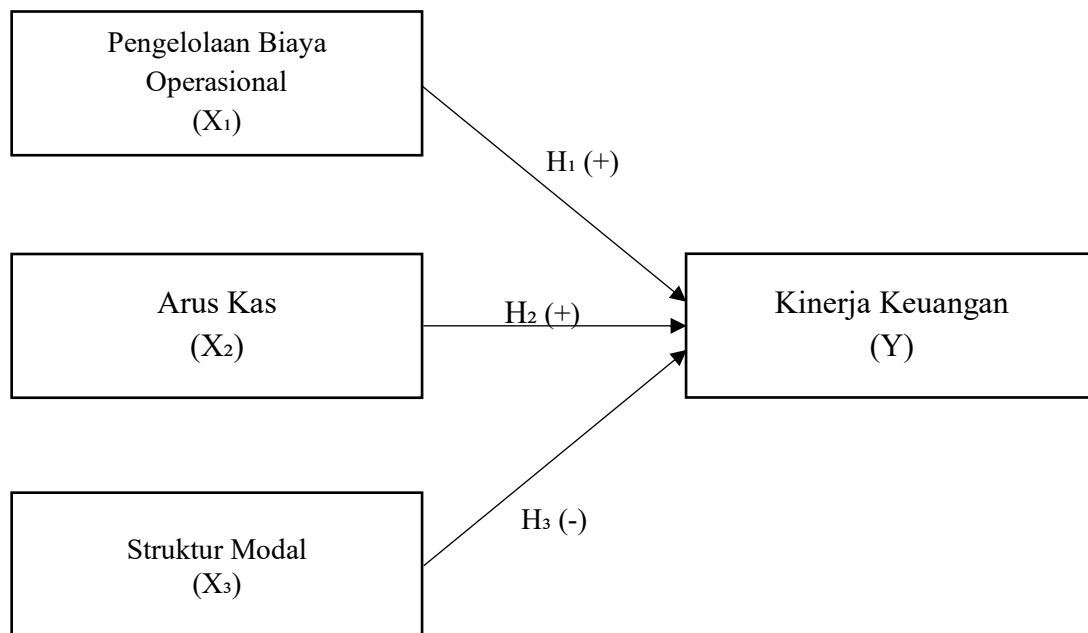 Pengelolaan Biaya
Operasional
(X₁)
H₁ (+)
Arus Kas
(X₂)
H₂ (+)
Kinerja Keuangan
(Y)
H₃ (-)
Struktur Modal
(X₃)